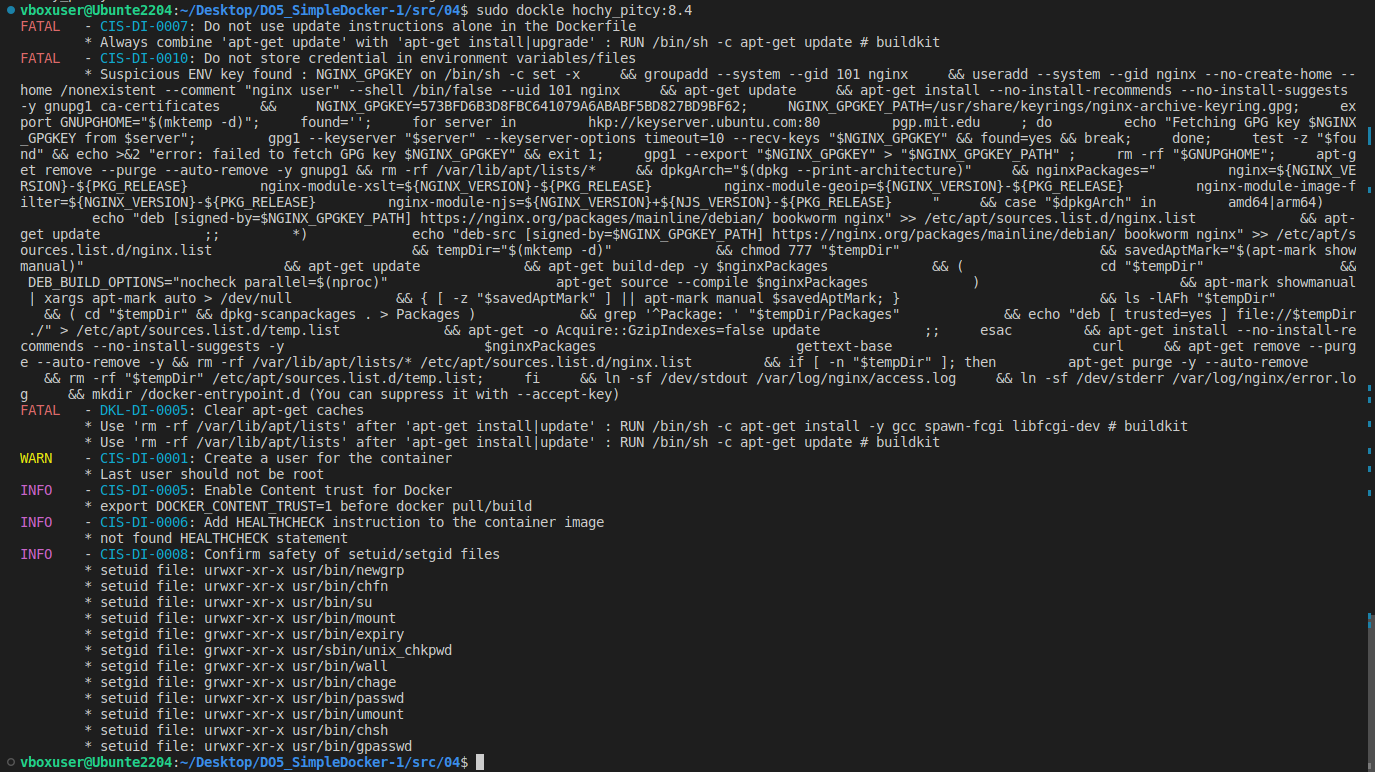 vboxuser@Ubunte2204:~/Desktop/DO5_SimpleDocker-1/src/04$ sudo dockle hochy_pitcy:8.4
FATAL   - CIS-DI-0007: Do not use update instructions alone in the Dockerfile
        * Always combine 'apt-get update' with 'apt-get install|upgrade' : RUN /bin/sh -c apt-get update # buildkit
FATAL   - CIS-DI-0010: Do not store credential in environment variables/files
        * Suspicious ENV key found : NGINX_GPGKEY on /bin/sh -c set -x     && groupadd --system --gid 101 nginx     && useradd --system --gid nginx --no-create-home --
home /nonexistent --comment "nginx user" --shell /bin/false --uid 101 nginx     && apt-get update     && apt-get install --no-install-recommends --no-install-suggests
-y gnupg1 ca-certificates     &&     NGINX_GPGKEY=573BFD6B3D8FBC641079A6ABABF5BD827BD9BF62;     NGINX_GPGKEY_PATH=/usr/share/keyrings/nginx-archive-keyring.gpg;     ex
port GNUPGHOME="$(mktemp -d)";     found='';     for server in         hkp://keyserver.ubuntu.com:80         pgp.mit.edu     ; do         echo "Fetching GPG key $NGINX
_GPGKEY from $server";         gpg1 --keyserver "$server" --keyserver-options timeout=10 --recv-keys "$NGINX_GPGKEY" && found=yes && break;     done;     test -z "$fou
nd" && echo >&2 "error: failed to fetch GPG key $NGINX_GPGKEY" && exit 1;     gpg1 --export "$NGINX_GPGKEY" > "$NGINX_GPGKEY_PATH" ;     rm -rf "$GNUPGHOME";     apt-g
et remove --purge --auto-remove -y gnupg1 && rm -rf /var/lib/apt/lists/*     && dpkgArch="$(dpkg --print-architecture)"     && nginxPackages="         nginx=${NGINX_VE
RSION}-${PKG_RELEASE}         nginx-module-xslt=${NGINX_VERSION}-${PKG_RELEASE}         nginx-module-geoip=${NGINX_VERSION}-${PKG_RELEASE}         nginx-module-image-f
ilter=${NGINX_VERSION}-${PKG_RELEASE}         nginx-module-njs=${NGINX_VERSION}+${NJS_VERSION}-${PKG_RELEASE}     "     && case "$dpkgArch" in         amd64|arm64)
         echo "deb [signed-by=$NGINX_GPGKEY_PATH] https://nginx.org/packages/mainline/debian/ bookworm nginx" >> /etc/apt/sources.list.d/nginx.list             && apt-
get update             ;;         *)             echo "deb-src [signed-by=$NGINX_GPGKEY_PATH] https://nginx.org/packages/mainline/debian/ bookworm nginx" >> /etc/apt/s
ources.list.d/nginx.list             && tempDir="$(mktemp -d)"             && chmod 777 "$tempDir"             && savedAptMark="$(apt-mark show
manual)"             && apt-get update             && apt-get build-dep -y $nginxPackages             && (                 cd "$tempDir"                 &&
 DEB_BUILD_OPTIONS="nocheck parallel=$(nproc)"                     apt-get source --compile $nginxPackages             )             && apt-mark showmanual
 | xargs apt-mark auto > /dev/null             && { [ -z "$savedAptMark" ] || apt-mark manual $savedAptMark; }             && ls -lAFh "$tempDir"
   && ( cd "$tempDir" && dpkg-scanpackages . > Packages )             && grep '^Package: ' "$tempDir/Packages"             && echo "deb [ trusted=yes ] file://$tempDir
 ./" > /etc/apt/sources.list.d/temp.list             && apt-get -o Acquire::GzipIndexes=false update             ;;     esac         && apt-get install --no-install-re
commends --no-install-suggests -y                         $nginxPackages                         gettext-base                         curl     && apt-get remove --purg
e --auto-remove -y && rm -rf /var/lib/apt/lists/* /etc/apt/sources.list.d/nginx.list         && if [ -n "$tempDir" ]; then         apt-get purge -y --auto-remove
   && rm -rf "$tempDir" /etc/apt/sources.list.d/temp.list;     fi     && ln -sf /dev/stdout /var/log/nginx/access.log     && ln -sf /dev/stderr /var/log/nginx/error.lo
g     && mkdir /docker-entrypoint.d (You can suppress it with --accept-key)
FATAL   - DKL-DI-0005: Clear apt-get caches
        * Use 'rm -rf /var/lib/apt/lists' after 'apt-get install|update' : RUN /bin/sh -c apt-get install -y gcc spawn-fcgi libfcgi-dev # buildkit
        * Use 'rm -rf /var/lib/apt/lists' after 'apt-get install|update' : RUN /bin/sh -c apt-get update # buildkit
WARN    - CIS-DI-0001: Create a user for the container
        * Last user should not be root
INFO    - CIS-DI-0005: Enable Content trust for Docker
        * export DOCKER_CONTENT_TRUST=1 before docker pull/build
INFO    - CIS-DI-0006: Add HEALTHCHECK instruction to the container image
        * not found HEALTHCHECK statement
INFO    - CIS-DI-0008: Confirm safety of setuid/setgid files
        * setuid file: urwxr-xr-x usr/bin/newgrp
        * setuid file: urwxr-xr-x usr/bin/chfn
        * setuid file: urwxr-xr-x usr/bin/su
        * setuid file: urwxr-xr-x usr/bin/mount
        * setgid file: grwxr-xr-x usr/bin/expiry
        * setgid file: grwxr-xr-x usr/sbin/unix_chkpwd
        * setgid file: grwxr-xr-x usr/bin/wall
        * setgid file: grwxr-xr-x usr/bin/chage
        * setuid file: urwxr-xr-x usr/bin/passwd
        * setuid file: urwxr-xr-x usr/bin/umount
        * setuid file: urwxr-xr-x usr/bin/chsh
        * setuid file: urwxr-xr-x usr/bin/gpasswd
vboxuser@Ubunte2204:~/Desktop/DO5_SimpleDocker-1/src/04$